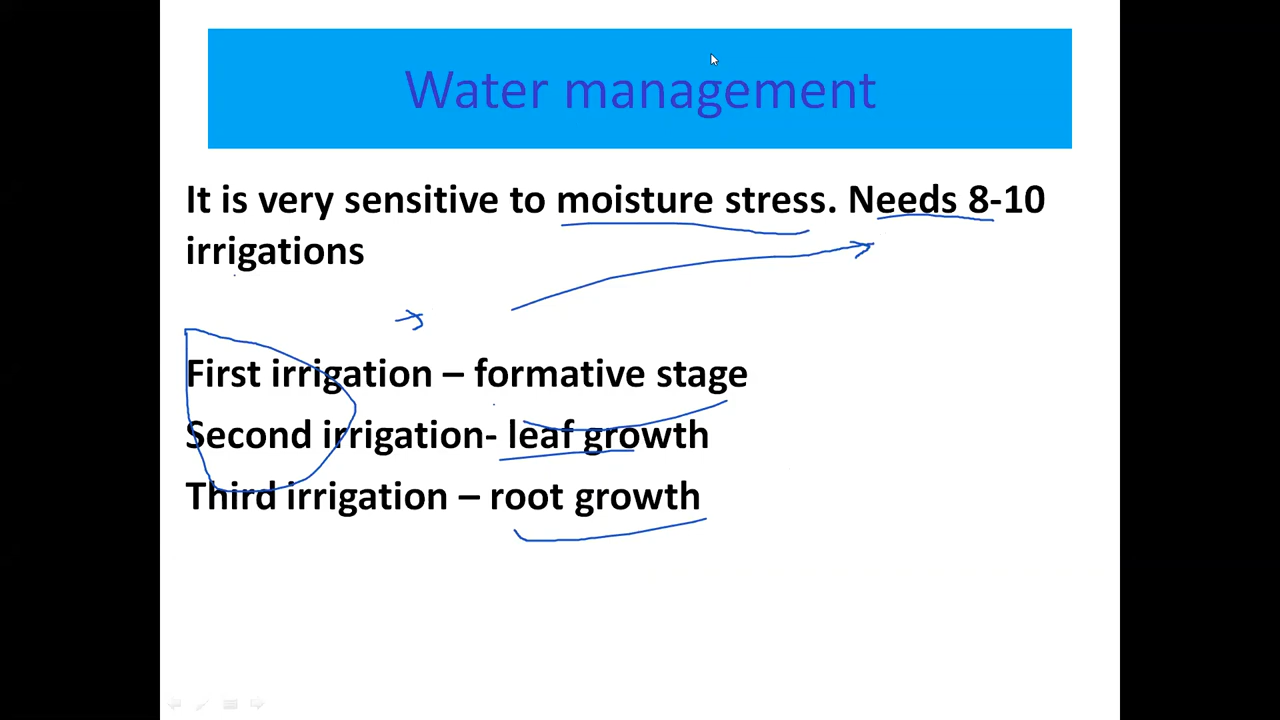 Water management
It is very sensitive to moisture stress. Needs 8-10
irrigations
First irrigation – formative stage
Second irrigation- leaf growth
Third irrigation – root growth